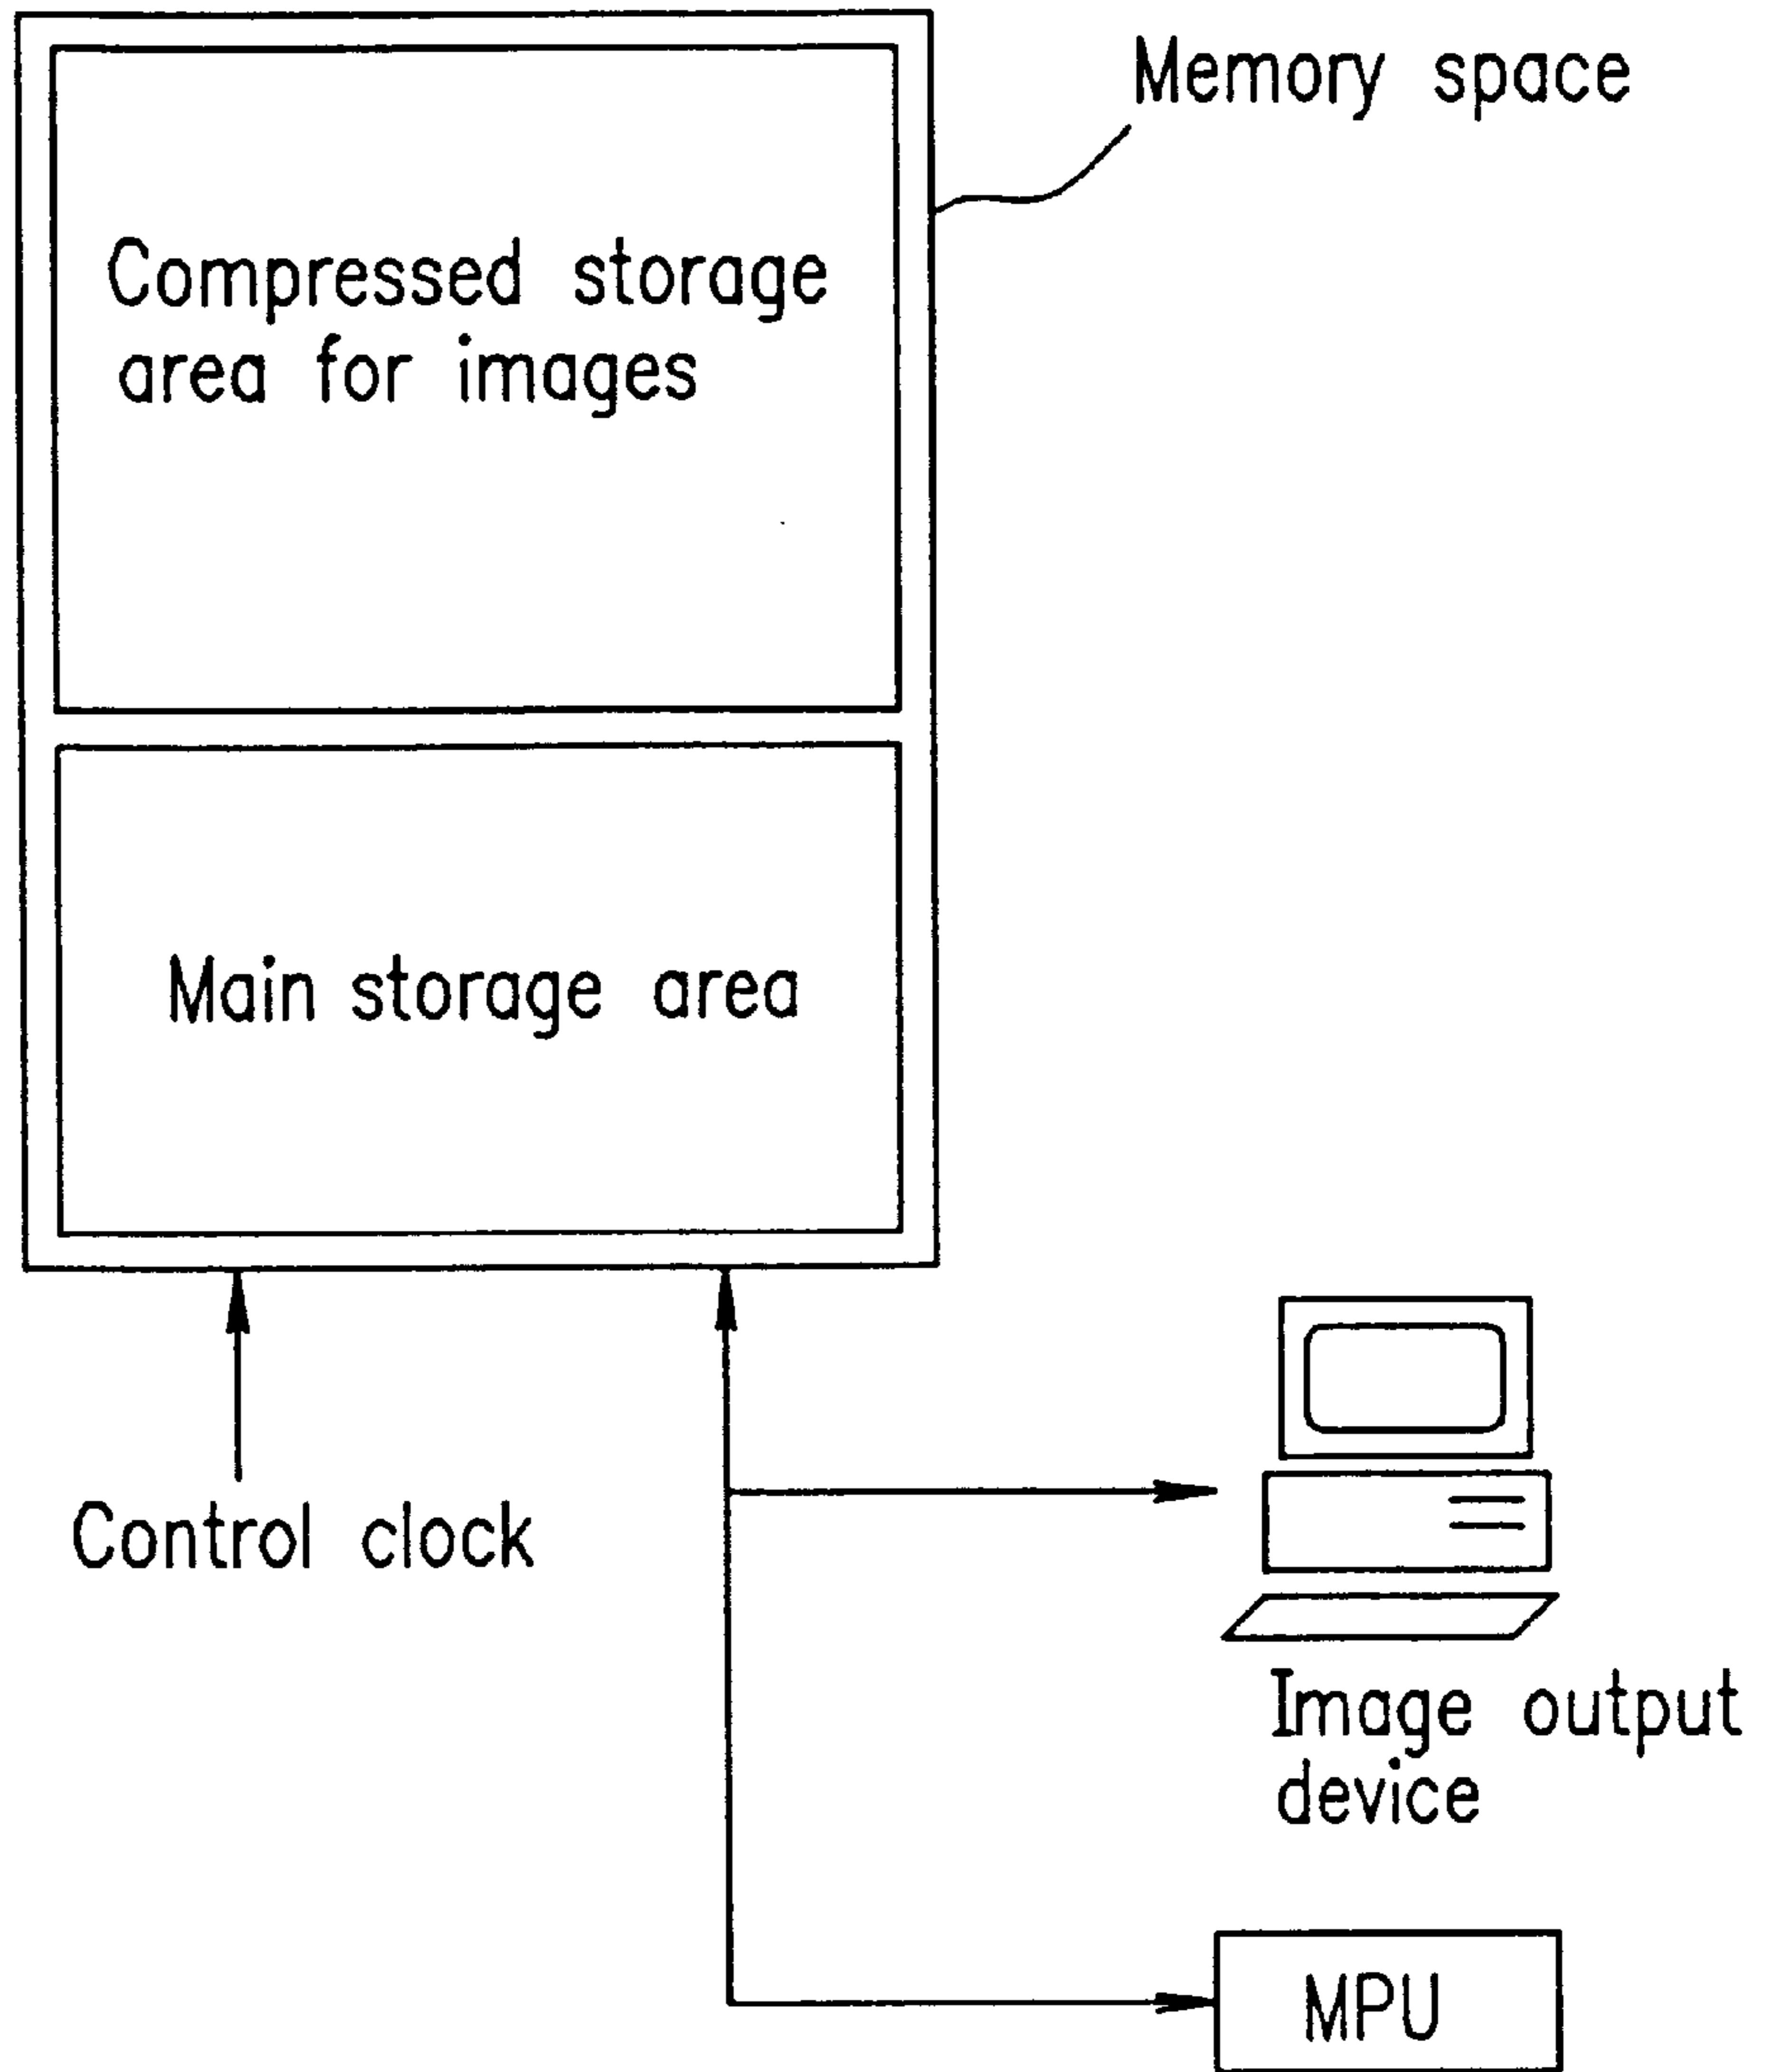 Memory space
Compressed storage
area for images
Main storage area
Control clock
Image output
device
MPU